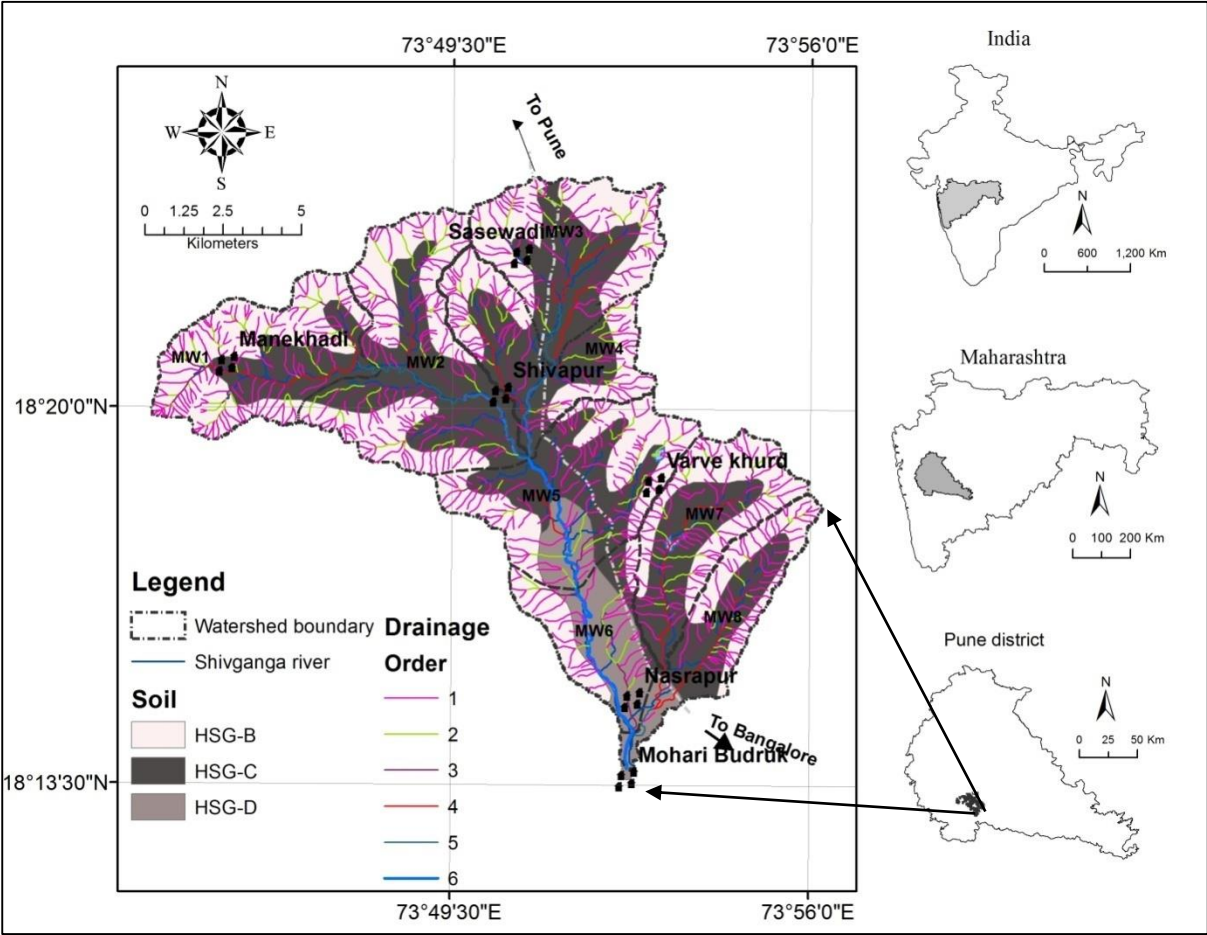 73°49'30"E
73°56'0"E
N
W
E
S
0 1.25 2.5 5
Kilometers
To Pune
Sasewadi
MW3
Manekhadi
MW1
MW2
MW4
Shivapur
18°20'0"N
Varve khurd
MW5
MW7
MW6
MW8
Nasrapur
To Bangalore
Mohari Budruk
18°13'30"N
Legend
Watershed boundary
Shivganga river
Soil
HSG-B
HSG-C
HSG-D
Drainage
Order
1
2
3
4
5
6
73°49'30"E
73°56'0"E
India
N
0 600 1,200 Km
Maharashtra
N
0 100 200 Km
Pune district
N
0 25 50 Km